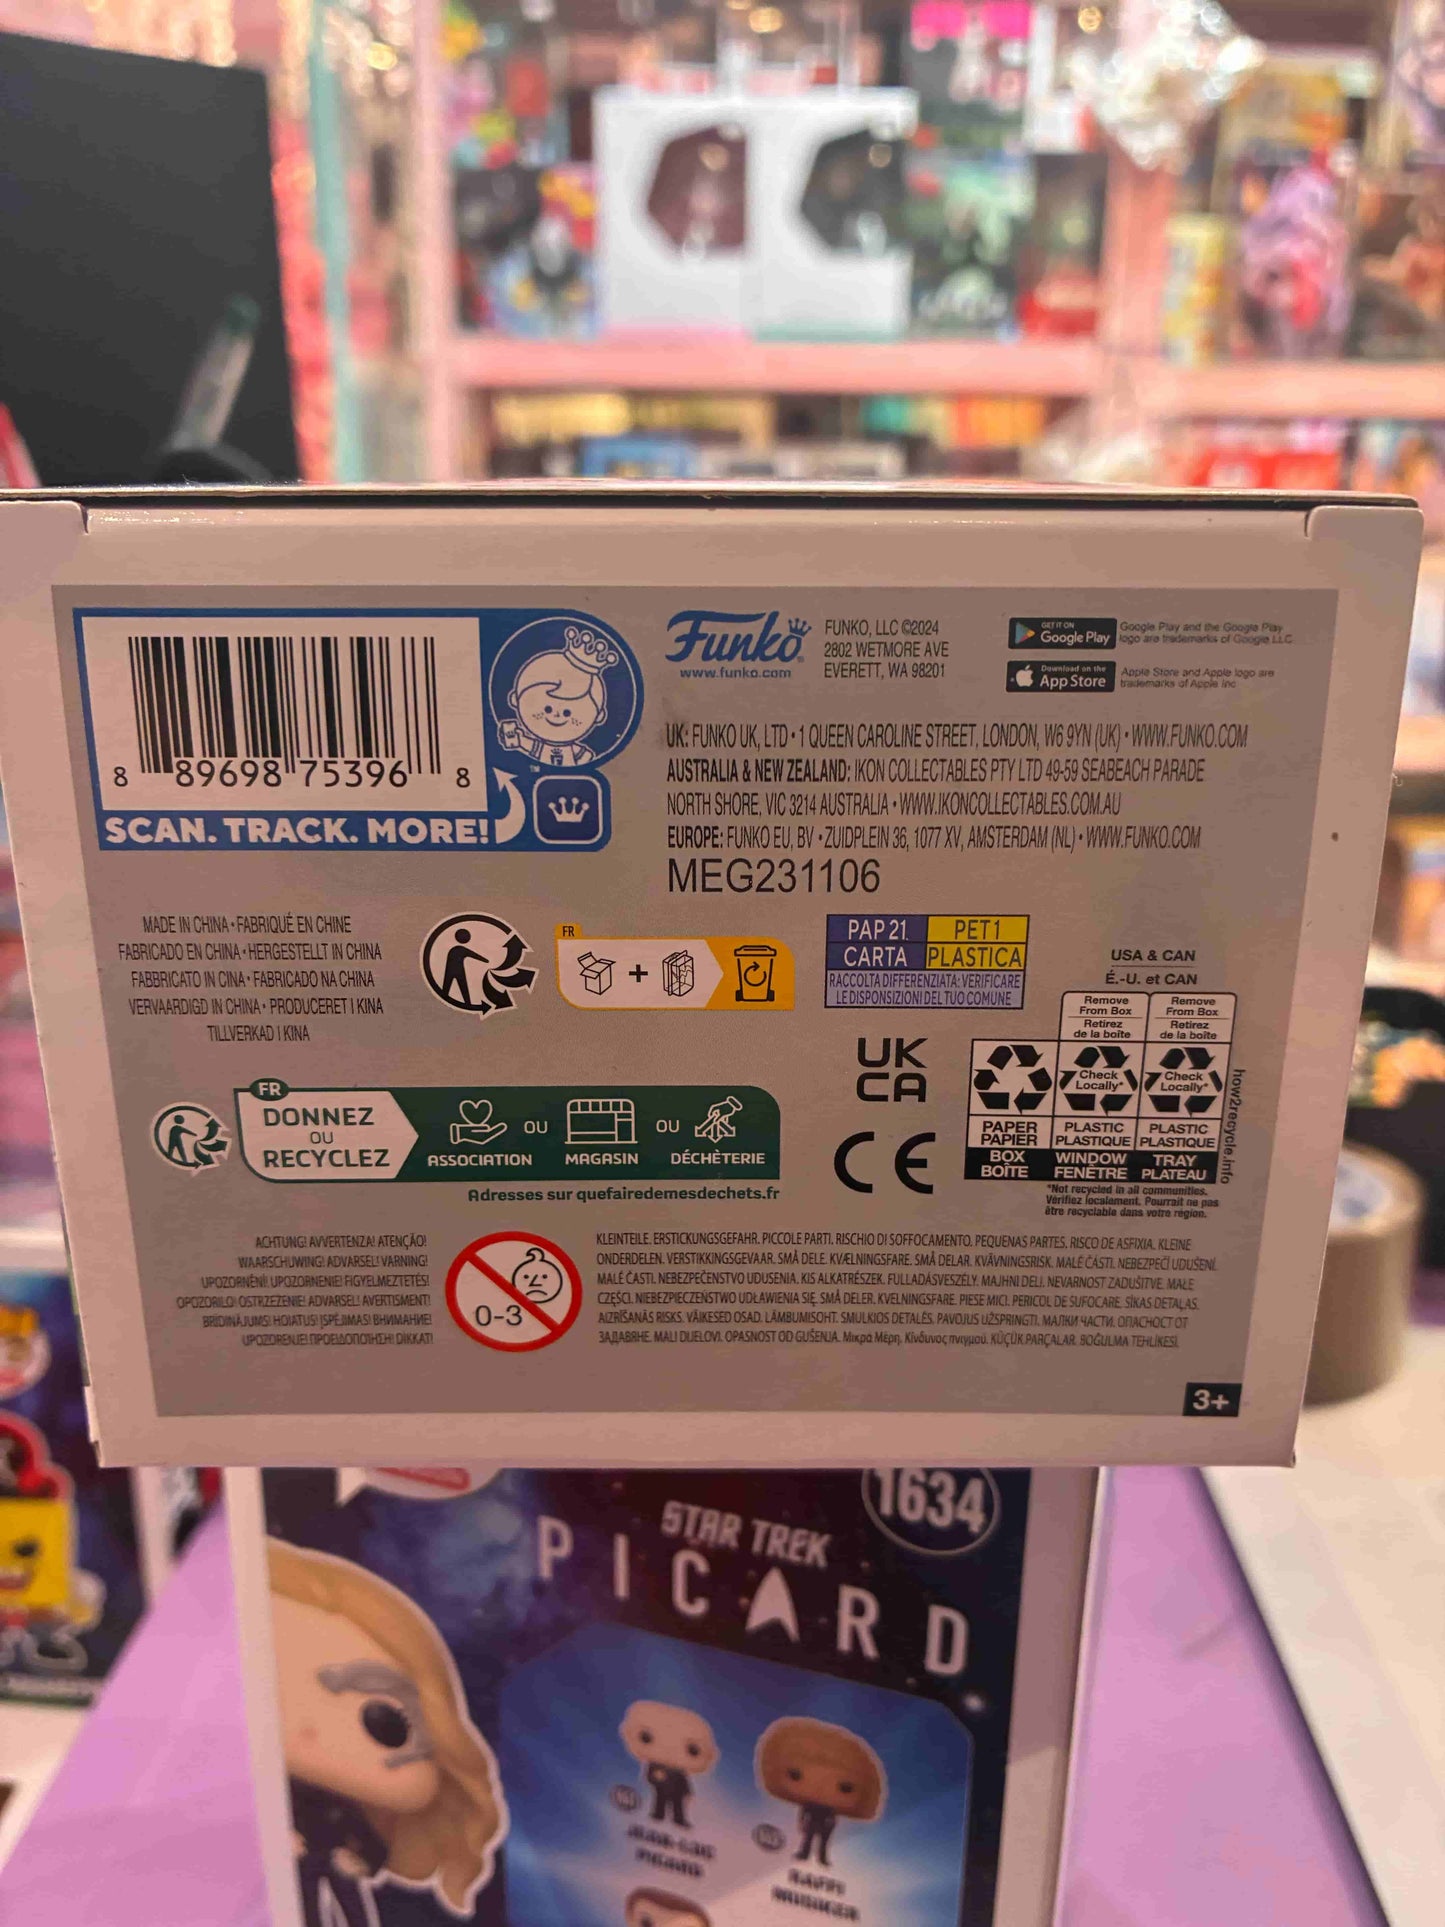 8 89698 75396 8
SCAN. TRACK. MORE!
Funko
www.funko.com
FUNKO, LLC ©2024
2802 WETMORE AVE
EVERETT, WA 98201
GET IT ON
Google Play
Google Play and the Google Play
logo are trademarks of Google LLC.
Download on the
App Store
Apple Store and Apple logo are
trademarks of Apple Inc
UK: FUNKO UK, LTD • 1 QUEEN CAROLINE STREET, LONDON, W6 9YN (UK) • WWW.FUNKO.COM
AUSTRALIA & NEW ZEALAND: IKON COLLECTABLES PTY LTD 49-59 SEABEACH PARADE
NORTH SHORE, VIC 3214 AUSTRALIA • WWW.IKONCOLLECTABLES.COM.AU
EUROPE: FUNKO EU, BV • ZUIDPLEIN 36, 1077 XV, AMSTERDAM (NL) • WWW.FUNKO.COM
MEG231106
MADE IN CHINA • FABRIQUÉ EN CHINE
FABRICADO EN CHINA • HERGESTELLT IN CHINA
FABBRICATO IN CINA • FABRICADO NA CHINA
VERVAARDIGD IN CHINA • PRODUCERET I KINA
TILLVERKAD I KINA
FR
+
PAP 21
CARTA
PET 1
PLASTICA
RACCOLTA DIFFERENZIATA: VERIFICARE
LE DISPONSIZIONI DEL TUO COMUNE
USA & CAN
É.-U. et CAN
Remove
From Box
Retirez
de la boîte
Remove
From Box
Retirez
de la boîte
Check
Locally*
Check
Locally*
PAPER
PAPIER
PLASTIC
PLASTIQUE
PLASTIC
PLASTIQUE
BOX
BOÎTE
WINDOW
FENÊTRE
TRAY
PLATEAU
how2recycle.info
*Not recycled in all communities.
Vérifiez localement. Pourrait ne pas
être recyclable dans votre région.
UK
CA
CE
FR
DONNEZ
OU
RECYCLEZ
ASSOCIATION
OU
MAGASIN
OU
DÉCHÈTERIE
Adresses sur quefairedemesdechets.fr
ACHTUNG! AVVERTENZA! ATENÇÃO!
WAARSCHUWING! ADVARSEL! VARNING!
UPOZORNĚNÍ! UPOZORNENIE! FIGYELMEZTETÉS!
OPOZORILO! OSTRZEŻENIE! ADVARSEL! AVERTISMENT!
BRĪDINĀJUMS! HOIATUS! ĮSPĖJIMAS! ВНИМАНИЕ!
UPOZORENJE! ΠΡΟΕΙΔΟΠΟΙΗΣΗ! DİKKAT!
0-3
KLEINTEILE. ERSTICKUNGSGEFAHR. PICCOLE PARTI. RISCHIO DI SOFFOCAMENTO. PEQUENAS PARTES. RISCO DE ASFIXIA. KLEINE
ONDERDELEN. VERSTIKKINGSGEVAAR. SMÅ DELE. KVÆLNINGSFARE. SMÅ DELAR. KVÄVNINGSRISK. MALÉ ČÁSTI. NEBEZPEČÍ UDUŠENÍ.
MALÉ ČASTI. NEBEZPEČENSTVO UDUSENIA. KIS ALKATRÉSZEK. FULLADÁSVESZÉLY. MAJHNI DELI. NEVARNOST ZADUŠITVE. MAŁE
CZĘŚCI. NIEBEZPIECZEŃSTWO UDŁAWIENIA SIĘ. SMÅ DELER. KVELNINGSFARE. PIESE MICI. PERICOL DE SUFOCARE. SĪKAS DETAĻAS.
AIZRĪŠANĀS RISKS. VÄIKESED OSAD. LÄMBUMISOHT. SMULKIOS DETALĖS. PAVOJUS UŽSPRINGTI. МАЛКИ ЧАСТИ. ОПАСНОСТ ОТ
ЗАДАВЯНЕ. MALI DIJELOVI. OPASNOST OD GUŠENJA. Μικρα Μέρη. Κίνδυνος πνιγμού. KÜÇÜK PARÇALAR. BOĞULMA TEHLİKESİ.
3+
1634
STAR TREK
PICARD
JEAN-LUC
PICARD
RAFFI
MUSIKER